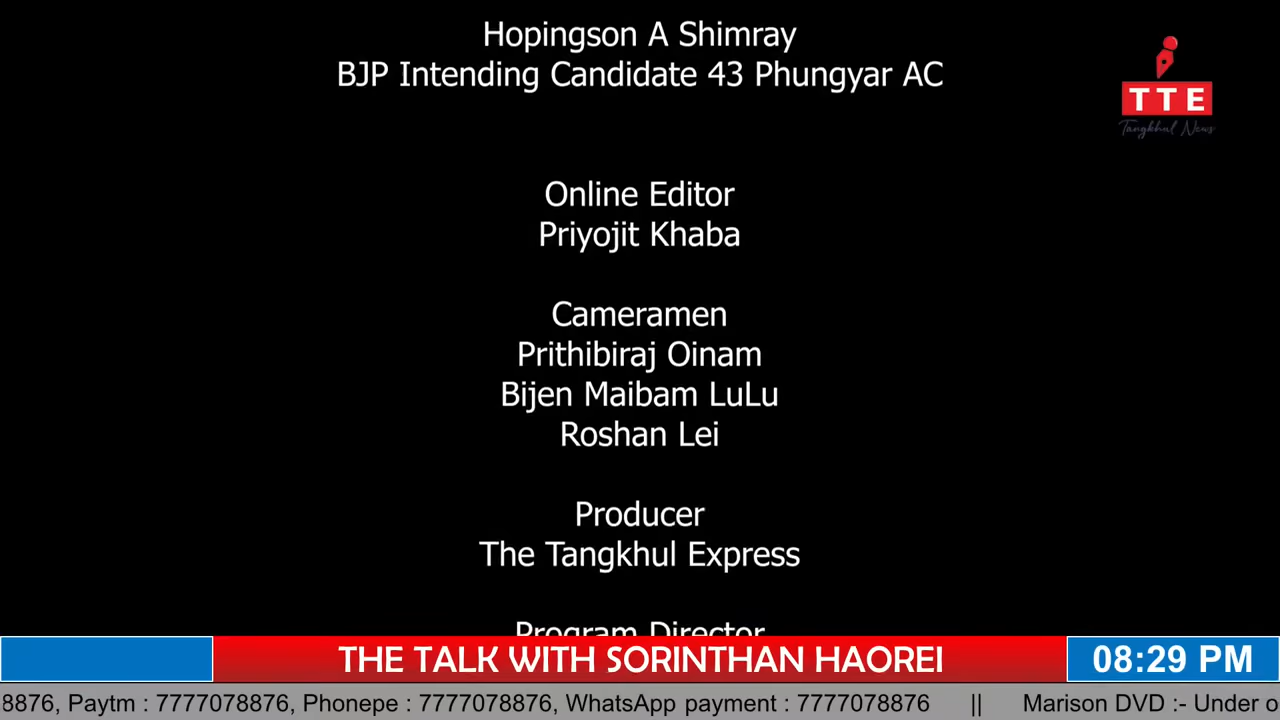 Hopingson A Shimray
BJP Intending Candidate 43 Phungyar AC
TTE
Tangkhul News
Online Editor
Priyojit Khaba
Cameramen
Prithibiraj Oinam
Bijen Maibam LuLu
Roshan Lei
Producer
The Tangkhul Express
Program Director
THE TALK WITH SORINTHAN HAOREI
08:29 PM
8876, Paytm : 7777078876, Phonepe : 7777078876, WhatsApp payment : 7777078876 || Marison DVD :- Under o